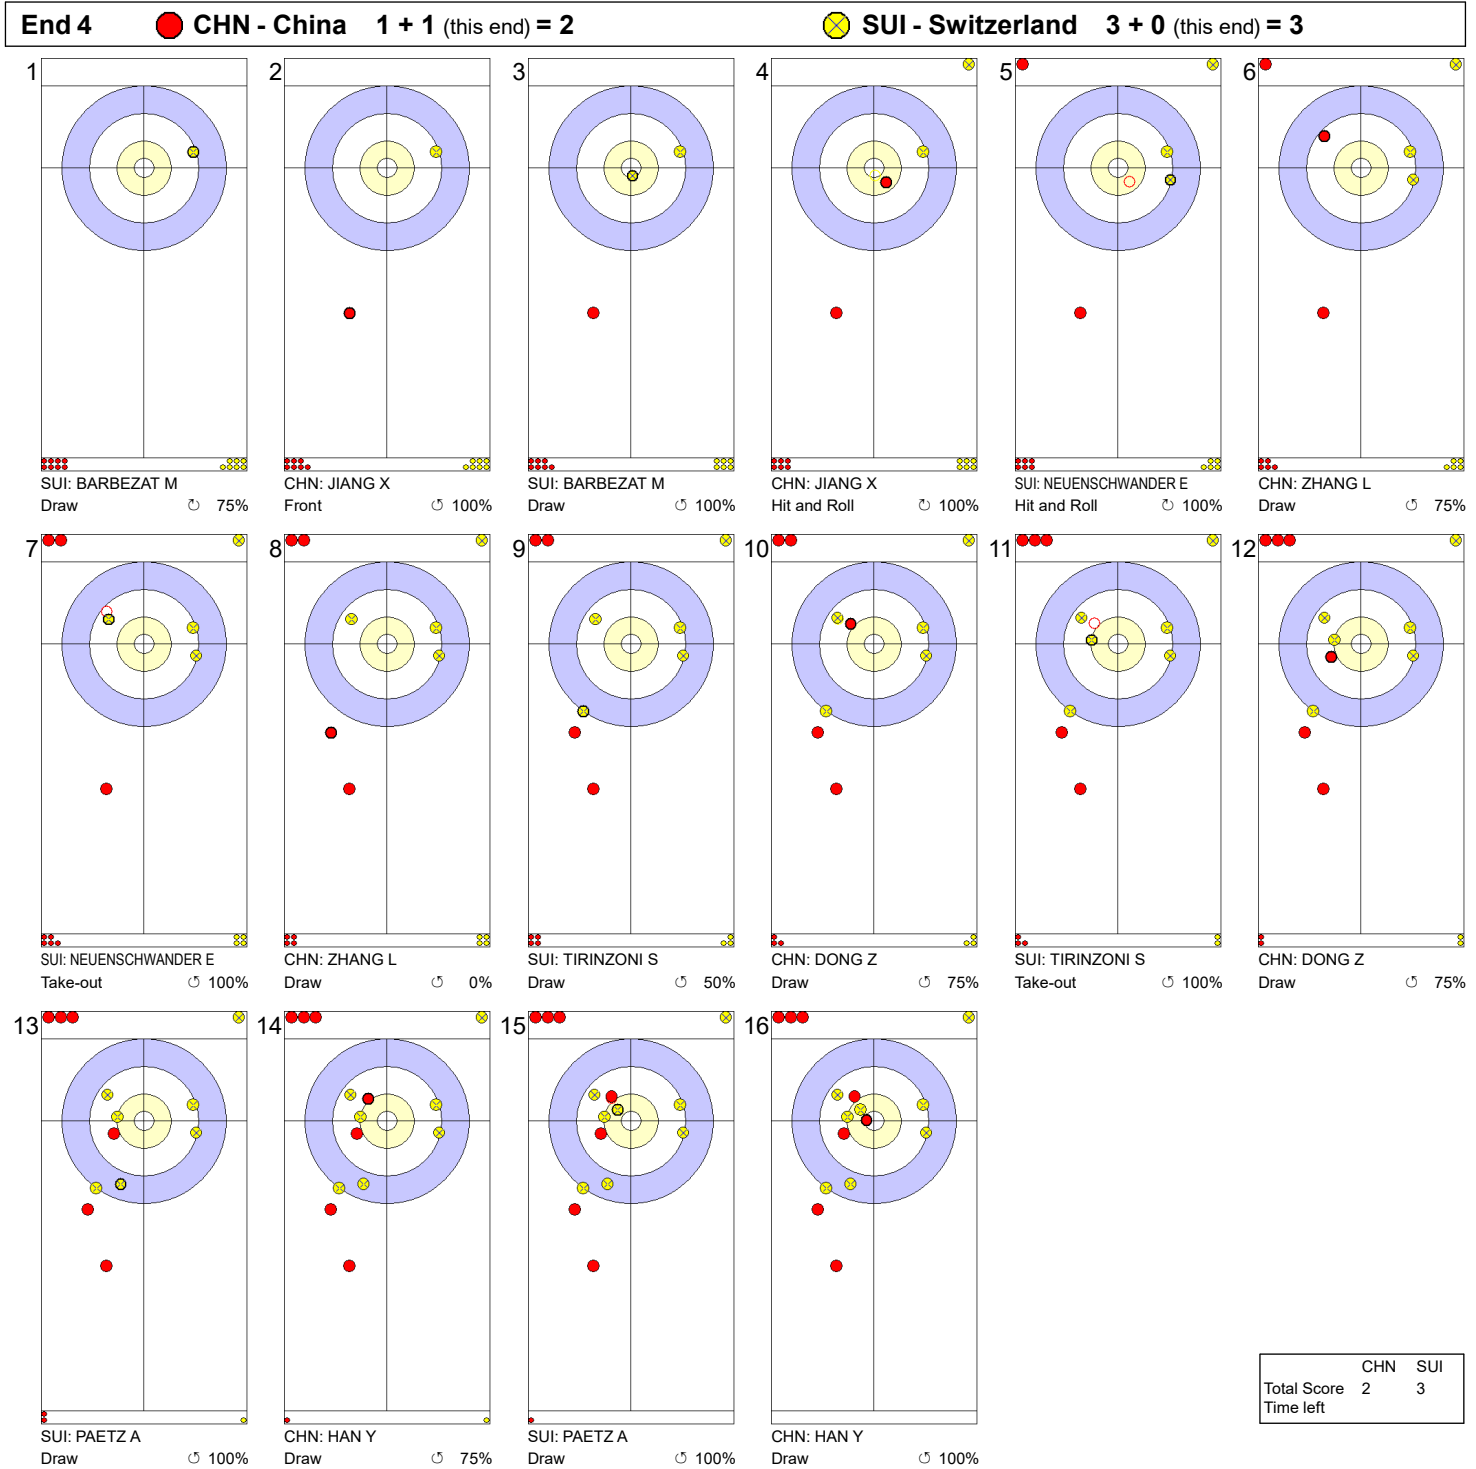 End 4 CHN - China 1 + 1 (this end) = 2 SUI - Switzerland 3 + 0 (this end) = 3
1 2 3 4 5 6
SUI: BARBEZAT M CHN: JIANG X SUI: BARBEZAT M CHN: JIANG X SUI: NEUENSCHWANDER E CHN: ZHANG L
Draw ↻ 75% Front ↺ 100% Draw ↺ 100% Hit and Roll ↺ 100% Hit and Roll ↻ 100% Draw ↺ 75%
7 8 9 10 11 12
SUI: NEUENSCHWANDER E CHN: ZHANG L SUI: TIRINZONI S CHN: DONG Z SUI: TIRINZONI S CHN: DONG Z
Take-out ↺ 100% Draw ↺ 0% Draw ↺ 50% Draw ↺ 75% Take-out ↺ 100% Draw ↺ 75%
13 14 15 16
SUI: PAETZ A CHN: HAN Y SUI: PAETZ A CHN: HAN Y
Draw ↺ 100% Draw ↺ 75% Draw ↺ 100% Draw ↺ 100%
CHN SUI
Total Score 2 3
Time left